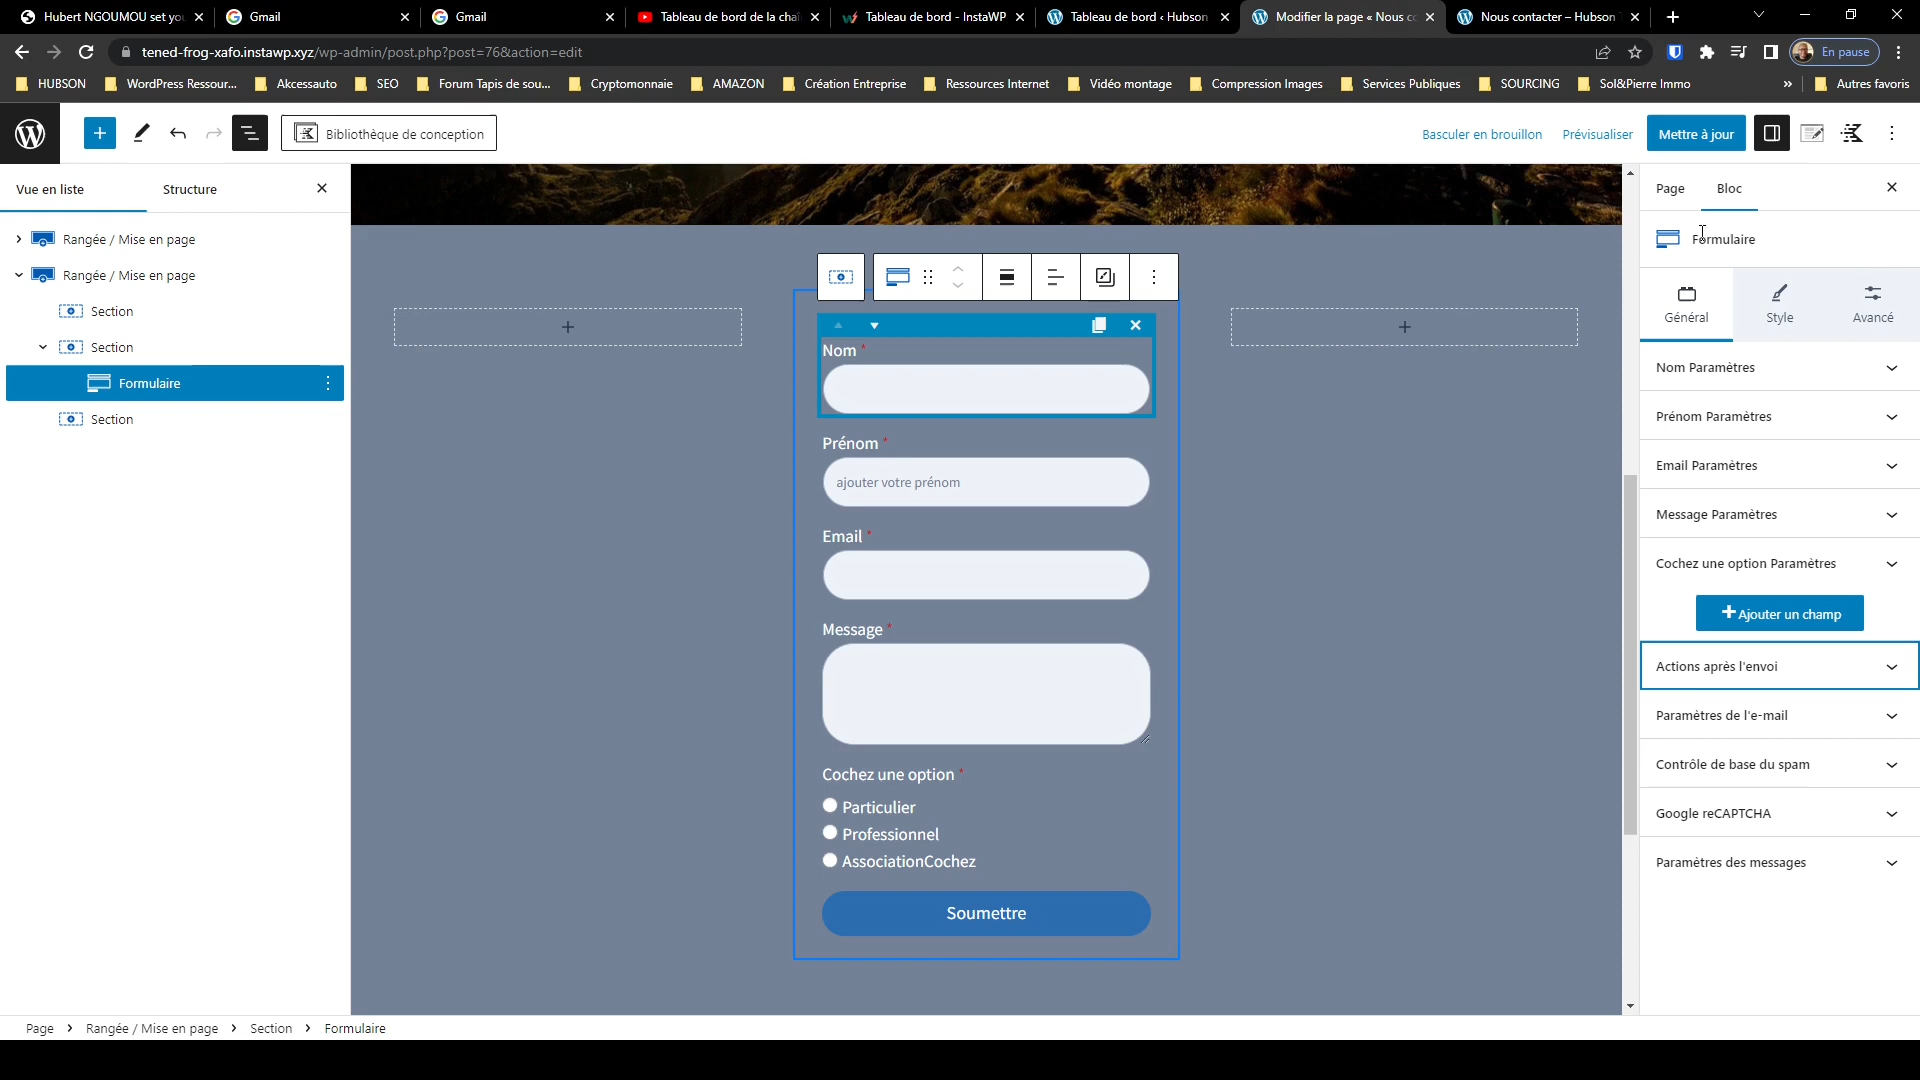 Hubert NGOUMOU set yo
Gmail
Gmail
Tableau de bord de la chaî
Tableau de bord - InstaWP
Tableau de bord ‹ Hubson
Modifier la page « Nous c
Nous contacter – Hubson
tened-frog-xafo.instawp.xyz/wp-admin/post.php?post=76&action=edit
En pause
HUBSON
WordPress Ressour...
Akcessauto
SEO
Forum Tapis de sou...
Cryptomonnaie
AMAZON
Création Entreprise
Ressources Internet
Vidéo montage
Compression Images
Services Publiques
SOURCING
Sol&Pierre Immo
»
Autres favoris
Bibliothèque de conception
Basculer en brouillon
Prévisualiser
Mettre à jour
Vue en liste
Structure
Rangée / Mise en page
Rangée / Mise en page
Section
Section
Formulaire
Section
Nom *
Prénom *
ajouter votre prénom
Email *
Message *
Cochez une option *
Particulier
Professionnel
AssociationCochez
Soumettre
Page
Bloc
Formulaire
Général
Style
Avancé
Nom Paramètres
Prénom Paramètres
Email Paramètres
Message Paramètres
Cochez une option Paramètres
+ Ajouter un champ
Actions après l'envoi
Paramètres de l'e-mail
Contrôle de base du spam
Google reCAPTCHA
Paramètres des messages
Page > Rangée / Mise en page > Section > Formulaire